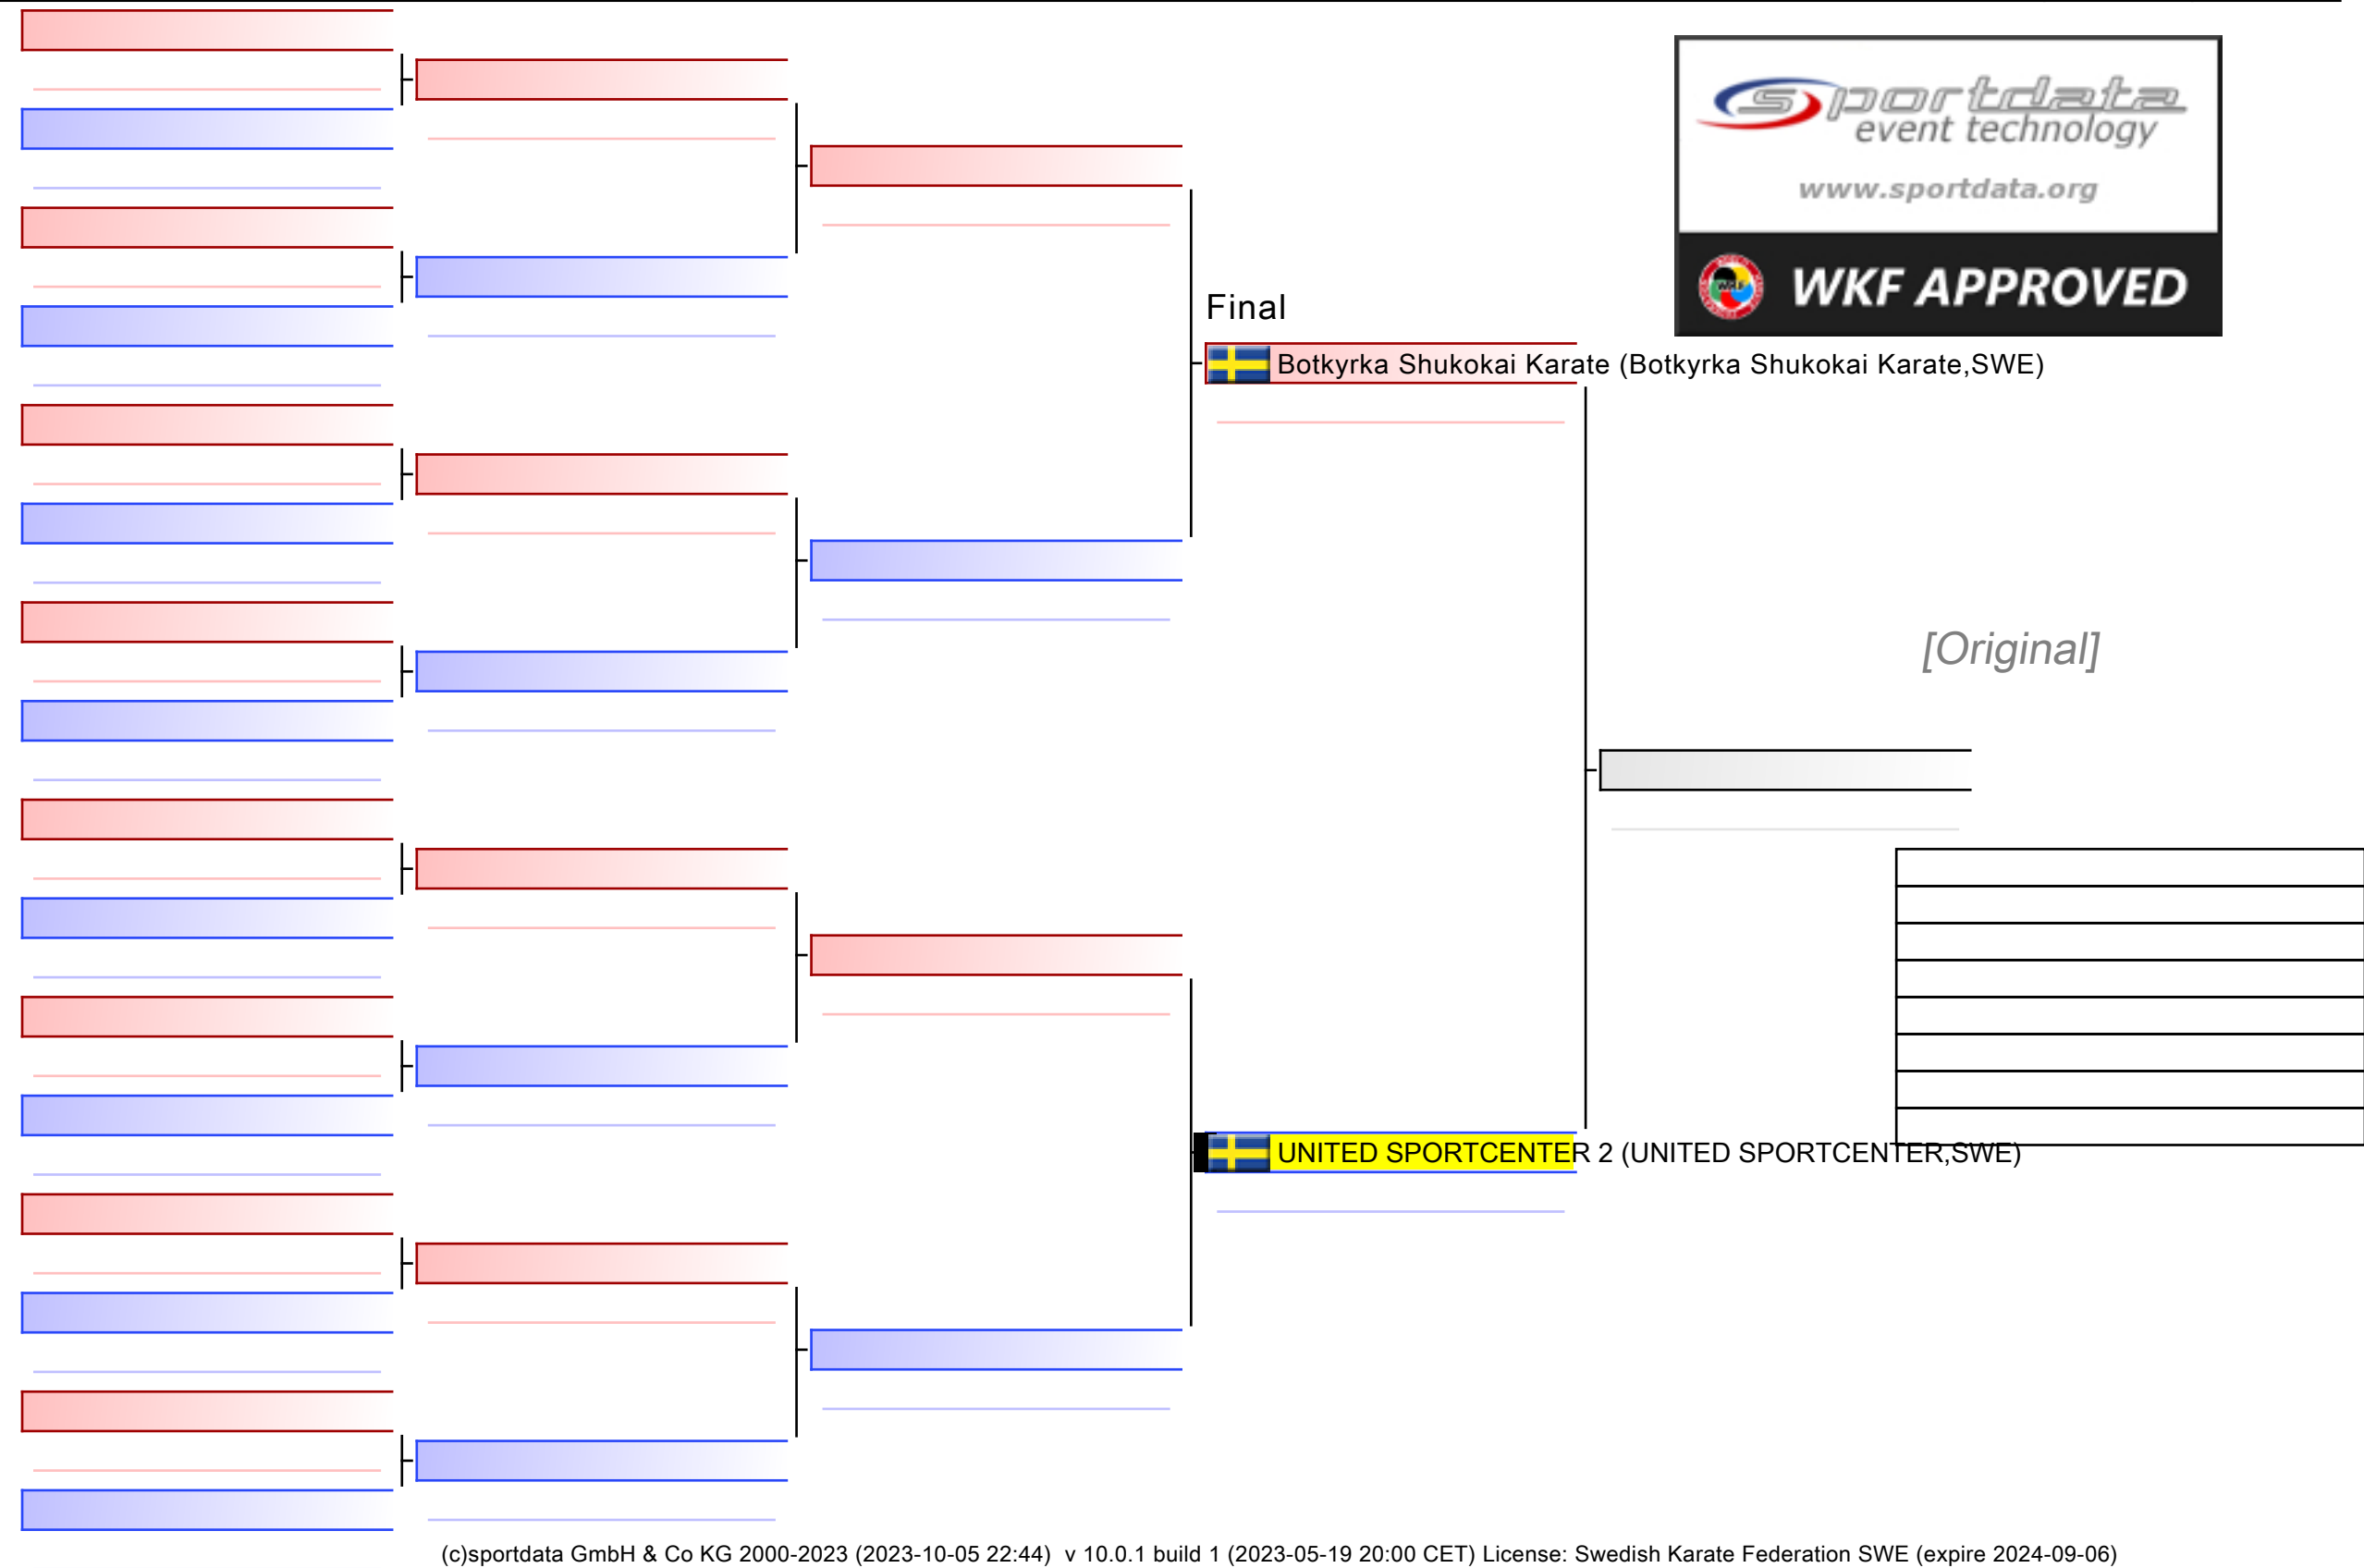 sportdata
event technology
www.sportdata.org
WKF
WKF APPROVED
Final
Botkyrka Shukokai Karate (Botkyrka Shukokai Karate,SWE)
[Original]
UNITED SPORTCENTER 2 (UNITED SPORTCENTER,SWE)
(c)sportdata GmbH & Co KG 2000-2023 (2023-10-05 22:44) v 10.0.1 build 1 (2023-05-19 20:00 CET) License: Swedish Karate Federation SWE (expire 2024-09-06)